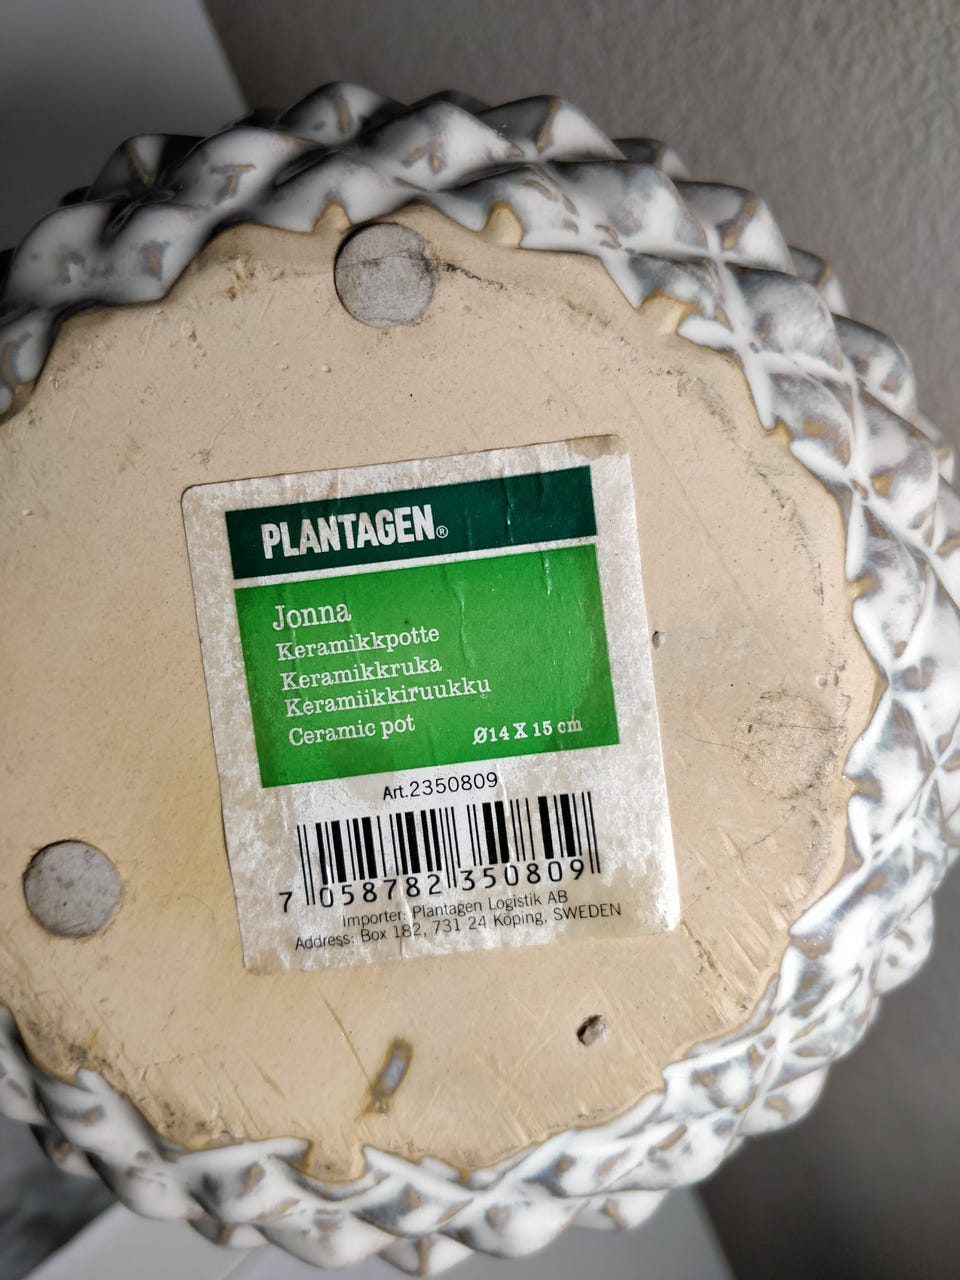 PLANTAGEN®
Jonna
Keramikkpotte
Keramikkruka
Keramiikkiruukku
Ceramic pot
Ø14 X 15 cm
Art.2350809
7 058782 350809
Importer: Plantagen Logistik AB
Address: Box 182, 731 24 Köping, SWEDEN